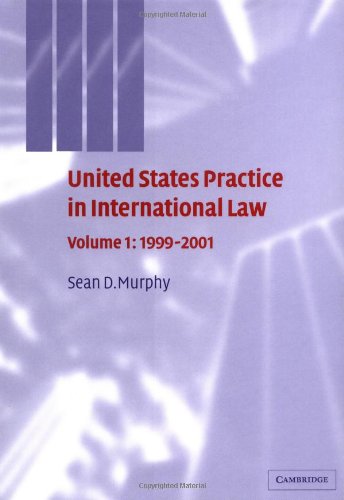 United States Practice
in International Law
Volume 1: 1999-2001
Sean D. Murphy
CAMBRIDGE